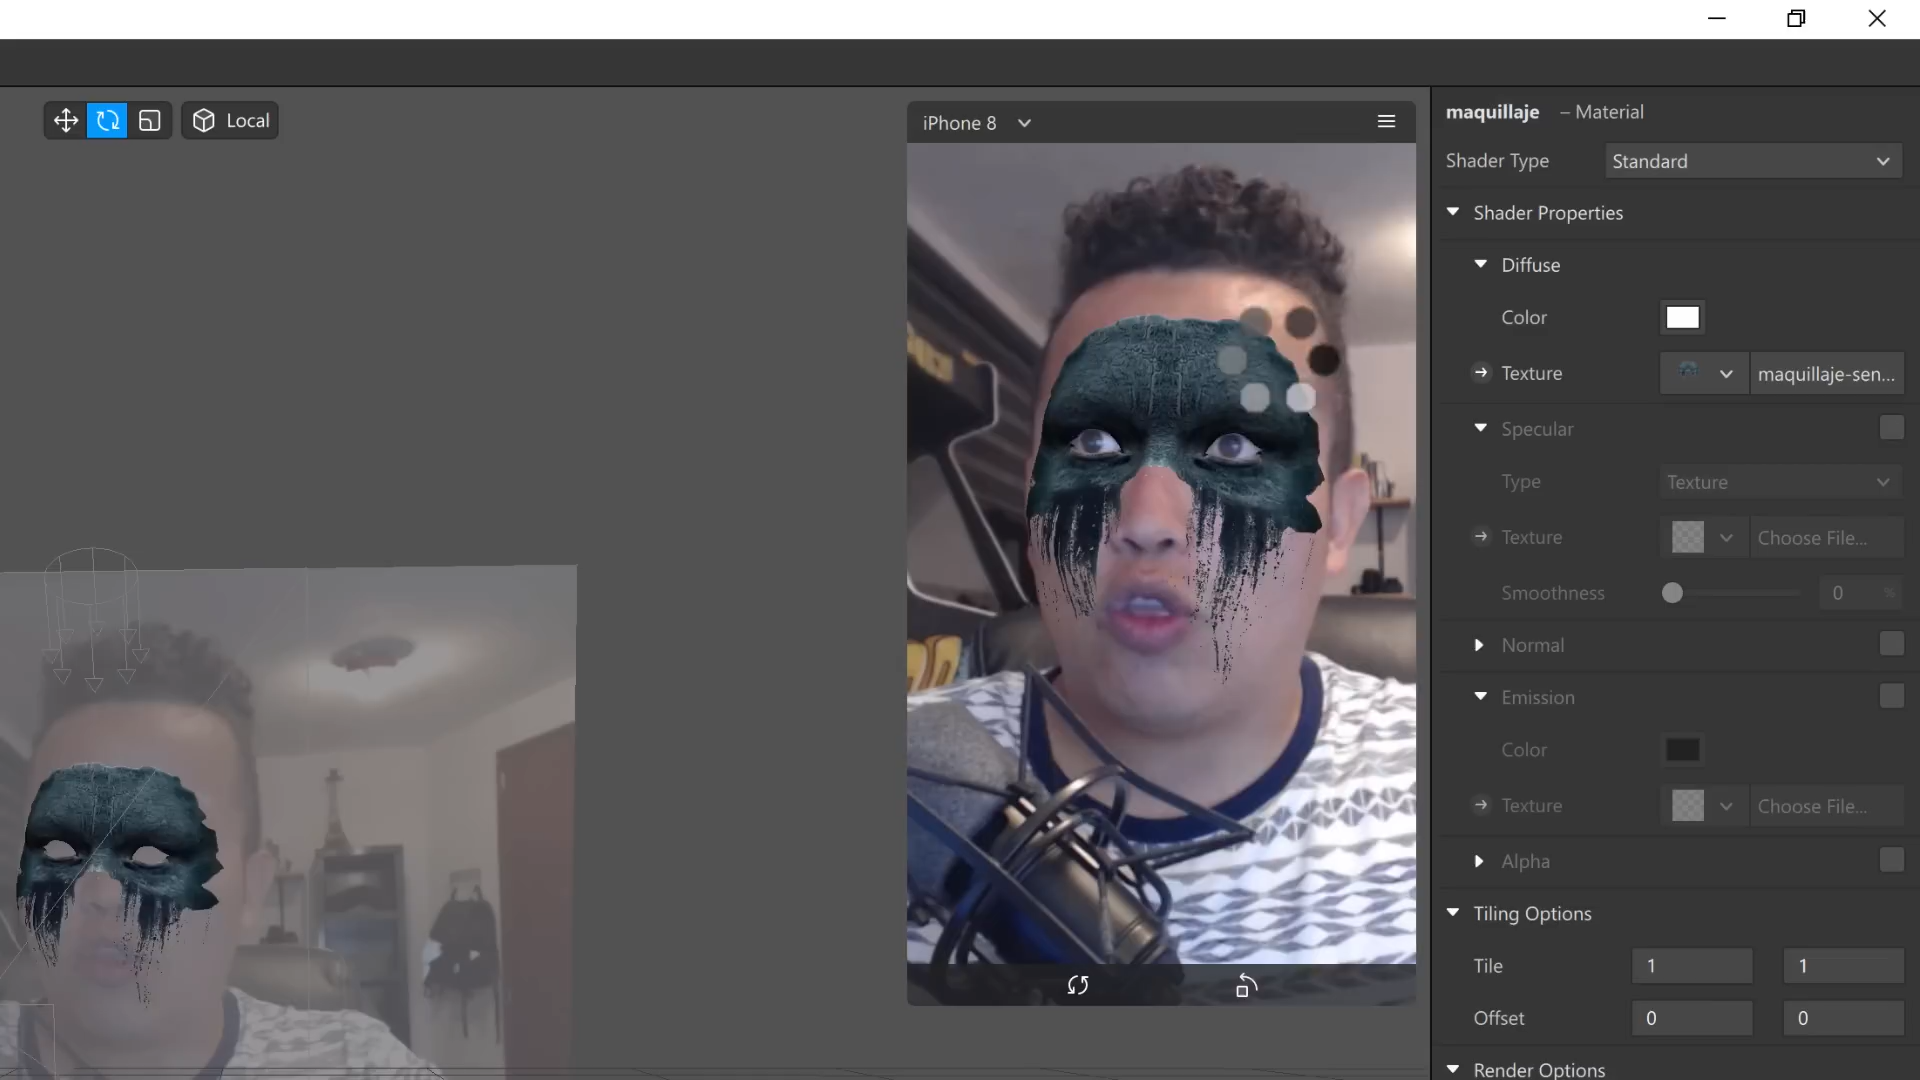 Local
iPhone 8
maquillaje – Material
Shader Type Standard
Shader Properties
Diffuse
Color
Texture maquillaje-sen...
Specular
Type Texture
Texture Choose File...
Smoothness 0 %
Normal
Emission
Color
Texture Choose File...
Alpha
Tiling Options
Tile 1 1
Offset 0 0
Render Options